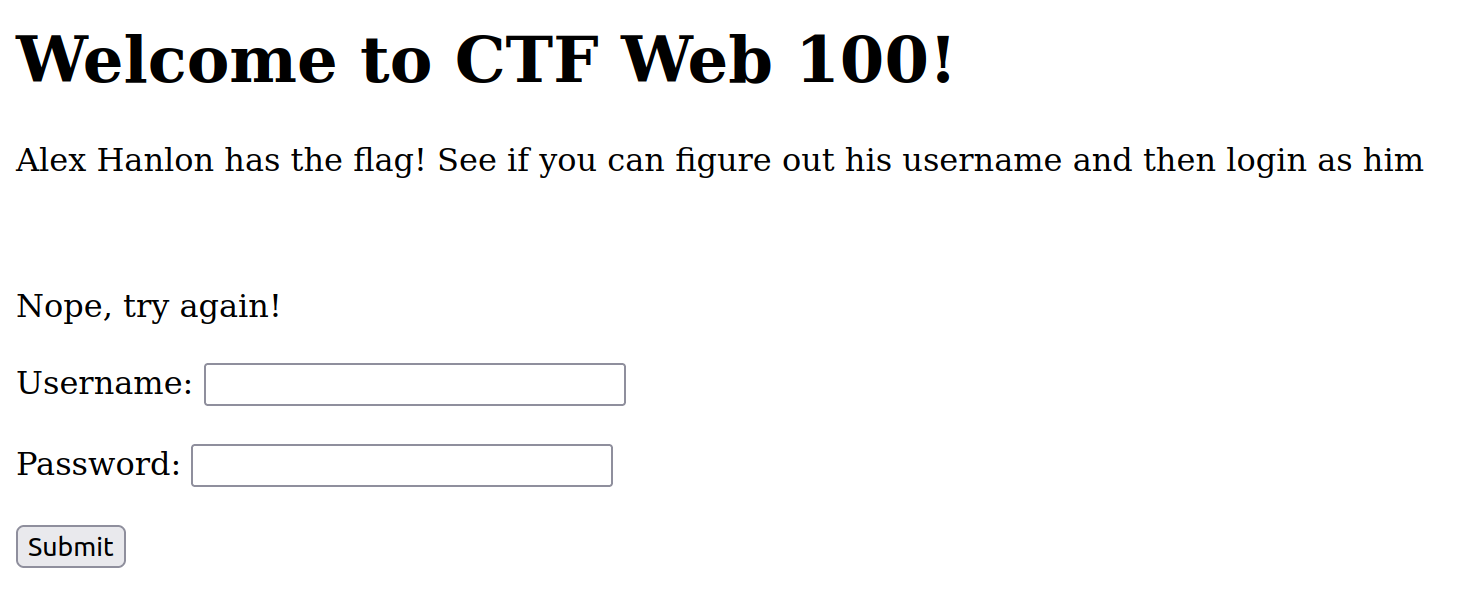 Welcome to CTF Web 100!
Alex Hanlon has the flag! See if you can figure out his username and then login as him
Nope, try again!
Username:
Password:
Submit